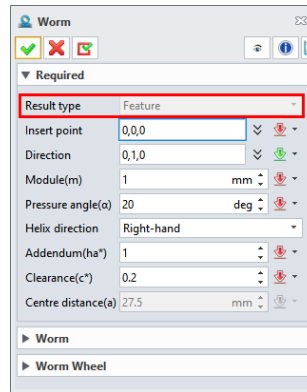 Worm
Required
Result type Feature
Insert point 0,0,0
Direction 0,1,0
Module(m) 1 mm
Pressure angle(α) 20 deg
Helix direction Right-hand
Addendum(ha*) 1
Clearance(c*) 0.2
Centre distance(a) 27.5 mm
Worm
Worm Wheel